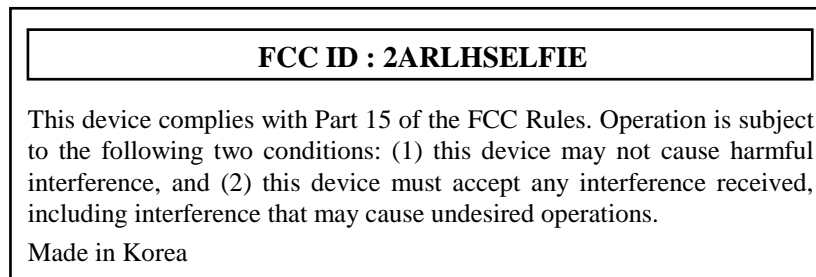 FCC ID : 2ARLHSELFIE
This device complies with Part 15 of the FCC Rules. Operation is subject
to the following two conditions: (1) this device may not cause harmful
interference, and (2) this device must accept any interference received,
including interference that may cause undesired operations.
Made in Korea